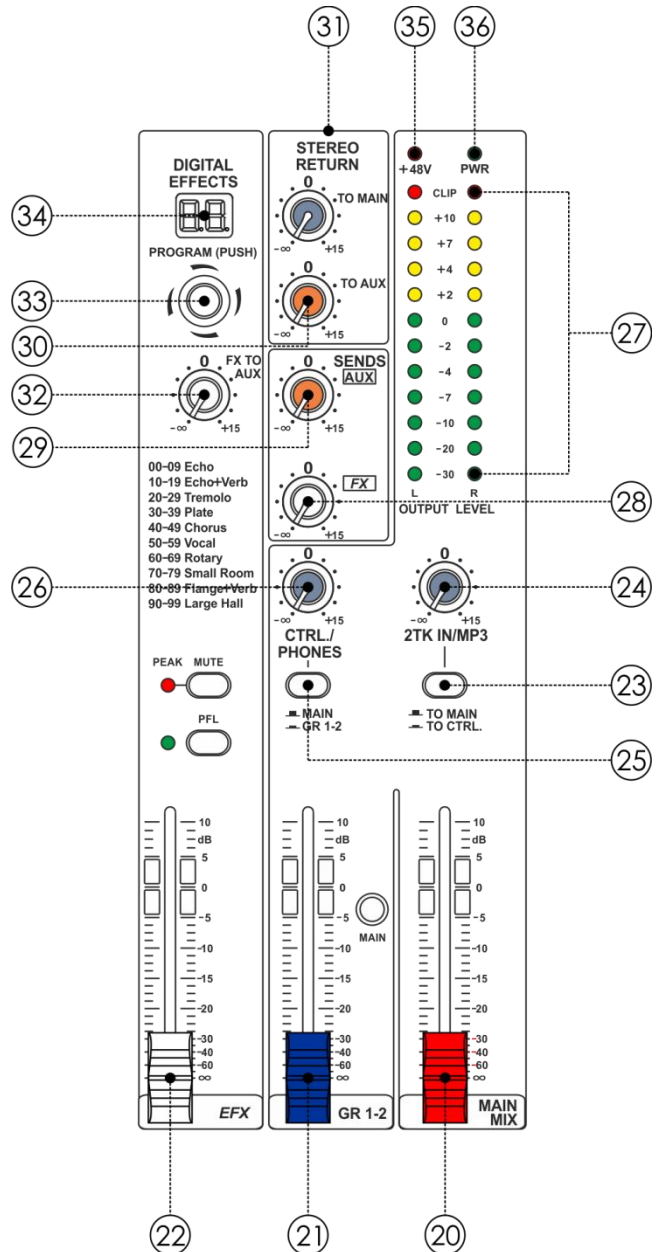 31
35
36
DIGITAL
EFFECTS
PROGRAM (PUSH)
34
33
30
32
29
0
FX TO
AUX
-∞
+15
00-09 Echo
10-19 Echo+Verb
20-29 Tremolo
30-39 Plate
40-49 Chorus
50-59 Vocal
60-69 Rotary
70-79 Small Room
80-89 Flange+Verb
90-99 Large Hall
26
PEAK MUTE
PFL
STEREO
RETURN
0
TO MAIN
-∞ +15
0
TO AUX
-∞ +15
SENDS
0
AUX
-∞ +15
0
FX
-∞ +15
0
-∞ +15
CTRL./
PHONES
MAIN
GR 1-2
+48V PWR
CLIP
+10
+7
+4
+2
0
-2
-4
-7
-10
-20
-30
L R
OUTPUT LEVEL
27
28
0
-∞ +15
24
2TK IN/MP3
23
TO MAIN
TO CTRL.
25
10
dB
5
0
-5
-10
-15
-20
-30
-40
-60
∞
EFX
10
dB
5
0
-5
-10
-15
-20
-30
-40
-60
∞
MAIN
GR 1-2
10
dB
5
0
-5
-10
-15
-20
-30
-40
-60
∞
MAIN
MIX
22
21
20